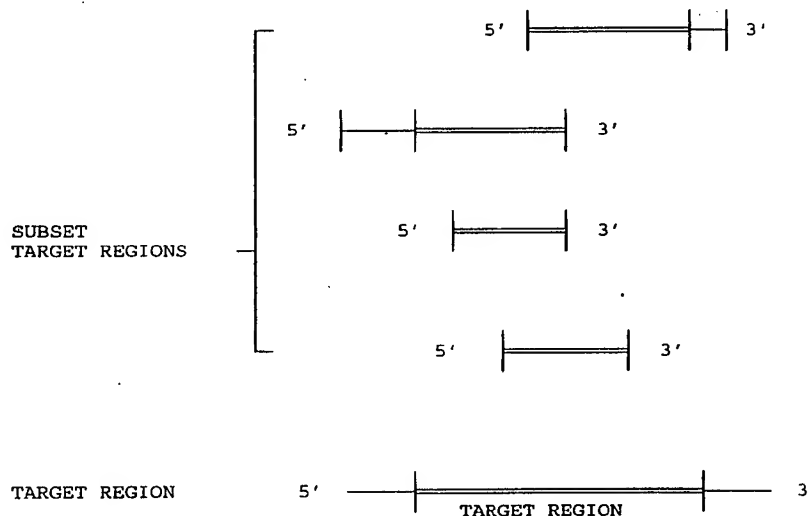 5' 3'
5' 3'
5' 3'
SUBSET
TARGET REGIONS
5' 3'
TARGET REGION 5' 3
TARGET REGION